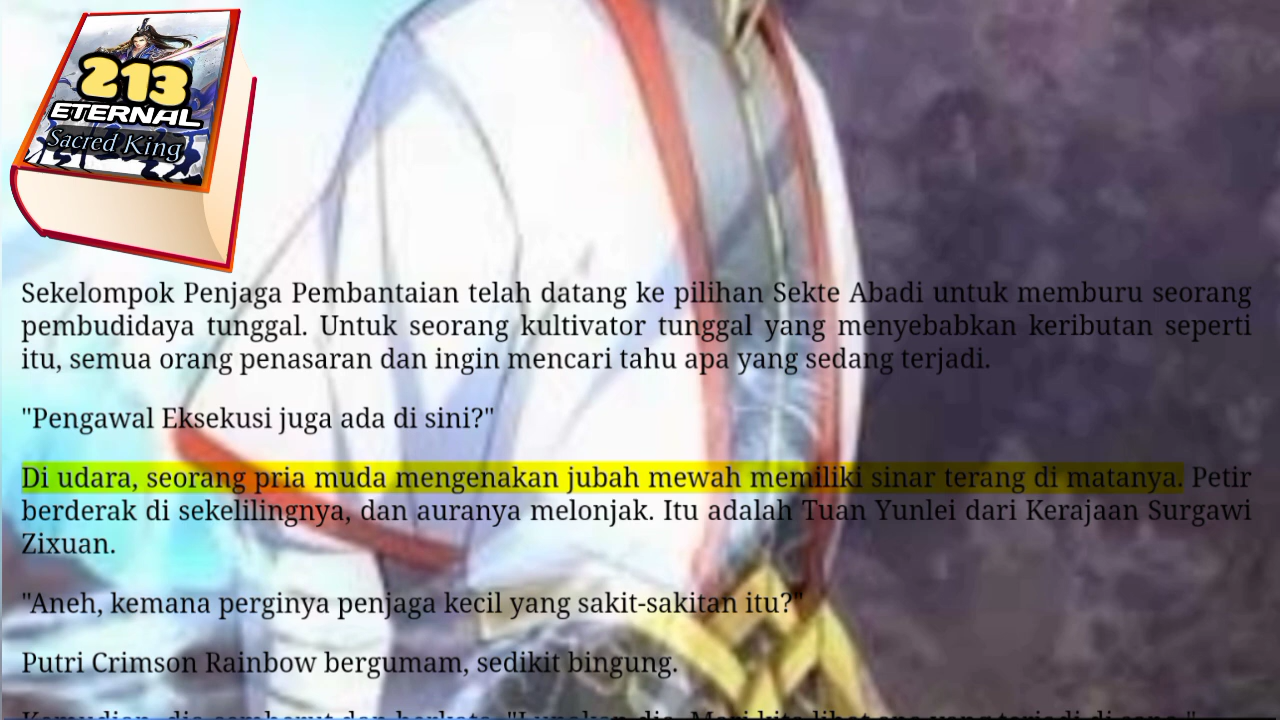 213
ETERNAL
Sacred King
Sekelompok Penjaga Pembantaian telah datang ke pilihan Sekte Abadi untuk memburu seorang
pembudidaya tunggal. Untuk seorang kultivator tunggal yang menyebabkan keributan seperti
itu, semua orang penasaran dan ingin mencari tahu apa yang sedang terjadi.
"Pengawal Eksekusi juga ada di sini?"
Di udara, seorang pria muda mengenakan jubah mewah memiliki sinar terang di matanya. Petir
berderak di sekelilingnya, dan auranya melonjak. Itu adalah Tuan Yunlei dari Kerajaan Surgawi
Zixuan.
"Aneh, kemana perginya penjaga kecil yang sakit-sakitan itu?"
Putri Crimson Rainbow bergumam, sedikit bingung.